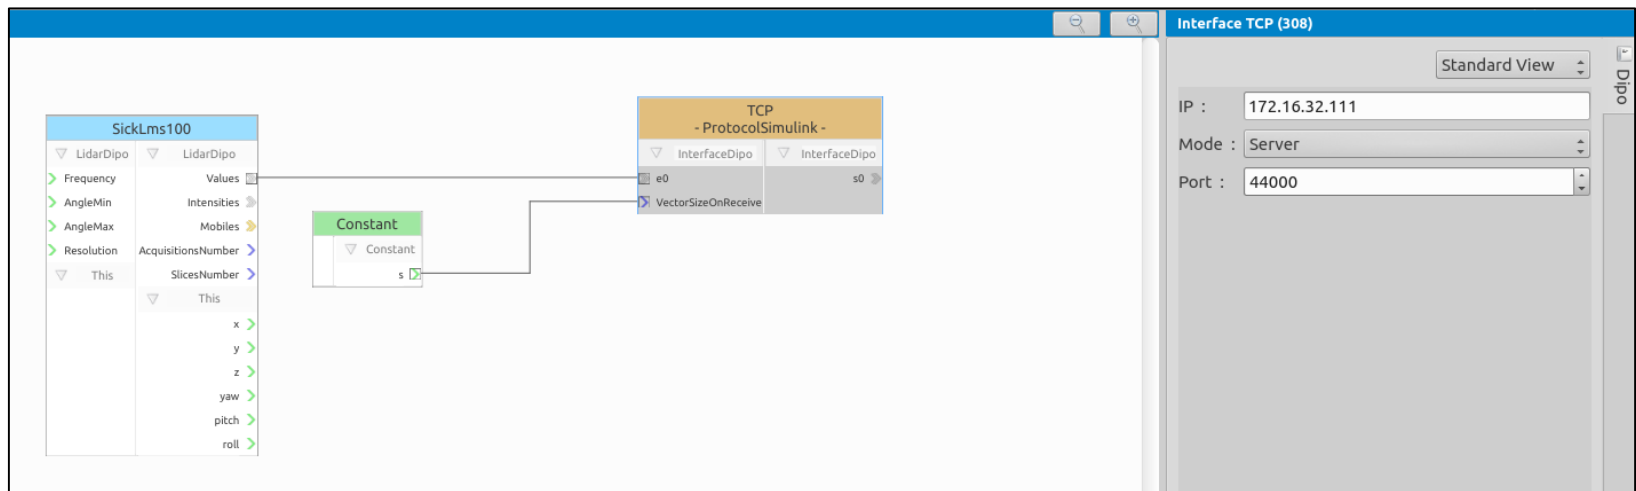 SickLms100
LidarDipo LidarDipo
Frequency Values
AngleMin Intensities
AngleMax Mobiles
Resolution AcquisitionsNumber
This SlicesNumber
This
x
y
z
yaw
pitch
roll
Constant
Constant
s
TCP
- ProtocolSimulink -
InterfaceDipo InterfaceDipo
e0 s0
VectorSizeOnReceive
Interface TCP (308)
Standard View
IP : 172.16.32.111
Mode : Server
Port : 44000
Dipo